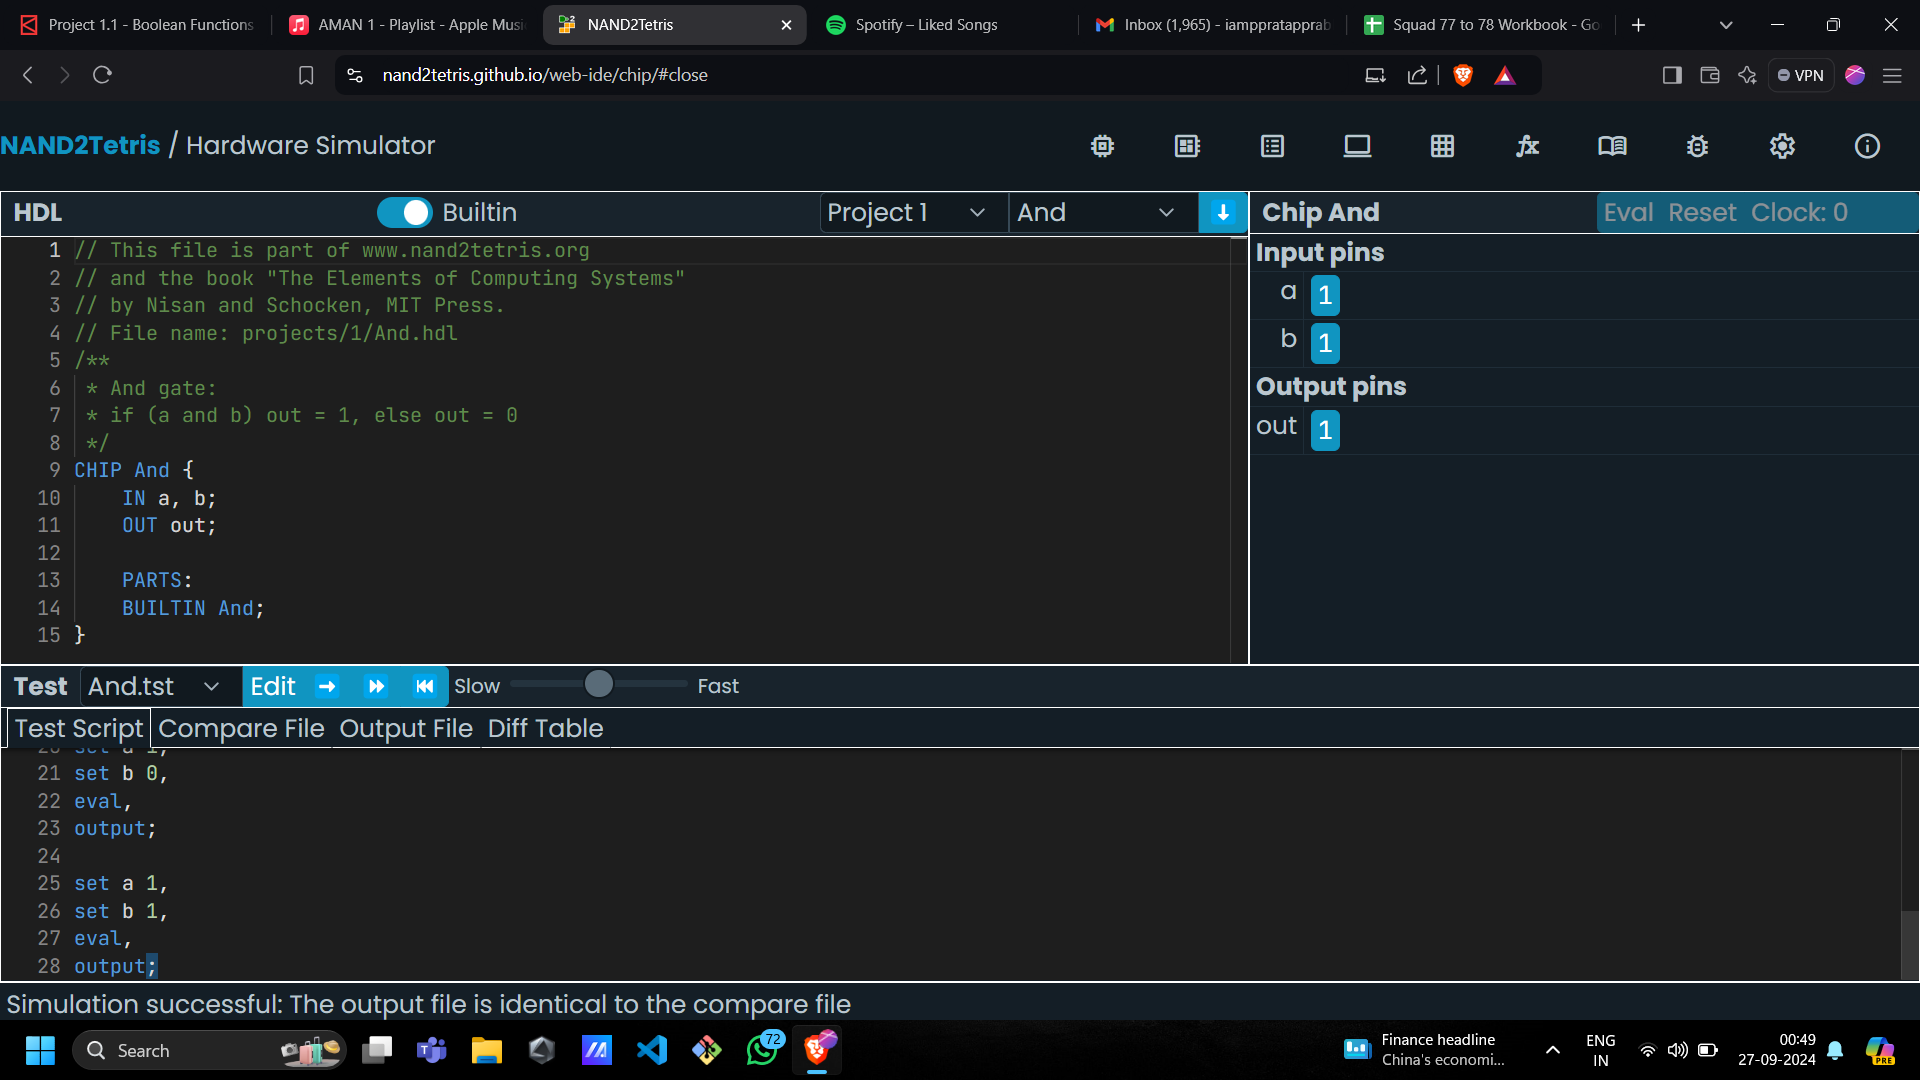 Project 1.1 - Boolean Functions
AMAN 1 - Playlist - Apple Musi
NAND2Tetris
Spotify – Liked Songs
Inbox (1,965) - iamppratapprab
Squad 77 to 78 Workbook - Go
nand2tetris.github.io/web-ide/chip/#close
VPN
NAND2Tetris / Hardware Simulator
HDL
Builtin
Project 1
And
Chip And
Eval Reset Clock: 0
1 // This file is part of www.nand2tetris.org
2 // and the book "The Elements of Computing Systems"
3 // by Nisan and Schocken, MIT Press.
4 // File name: projects/1/And.hdl
5 /**
6 * And gate:
7 * if (a and b) out = 1, else out = 0
8 */
9 CHIP And {
10 IN a, b;
11 OUT out;
12
13 PARTS:
14 BUILTIN And;
15 }
Input pins
a 1
b 1
Output pins
out 1
Test And.tst Edit Slow Fast
Test Script Compare File Output File Diff Table
20 set a 1,
21 set b 0,
22 eval,
23 output;
24
25 set a 1,
26 set b 1,
27 eval,
28 output;
Simulation successful: The output file is identical to the compare file
Search
72
Finance headline
China's economi...
ENG
IN
00:49
27-09-2024
PRE